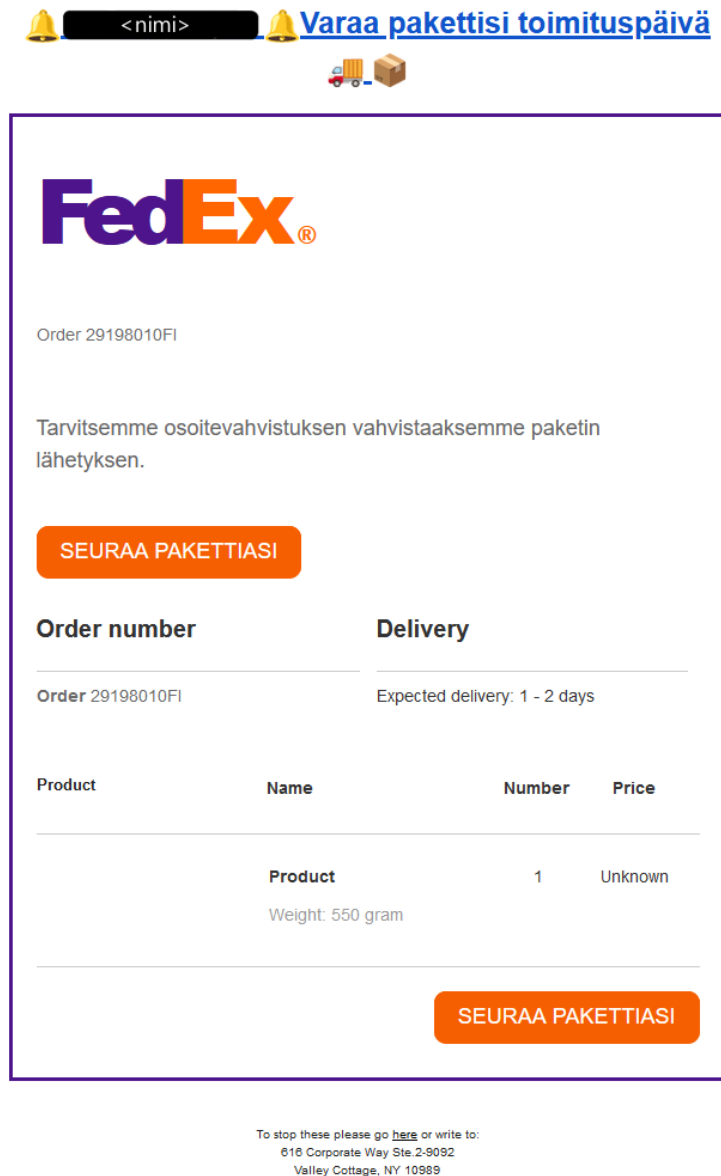 🔔 <nimi> 🔔Varaa pakettisi toimituspäivä
🚚 📦
FedEx®
Order 29198010FI
Tarvitsemme osoitevahvistuksen vahvistaaksemme paketin
lähetyksen.
SEURAA PAKETTIASI
Order number Delivery
Order 29198010FI Expected delivery: 1 - 2 days
Product Name Number Price
Product 1 Unknown
Weight: 550 gram
SEURAA PAKETTIASI
To stop these please go here or write to:
616 Corporate Way Ste.2-9092
Valley Cottage, NY 10989